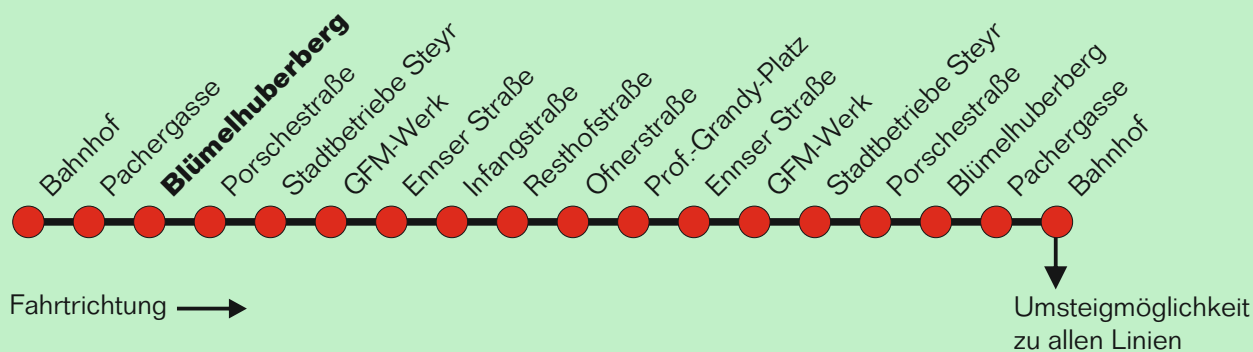 Bahnhof
Pachergasse
Blümelhuberberg
Porschestraße
Stadtbetriebe Steyr
GFM-Werk
Ennser Straße
Infangstraße
Resthofstraße
Ofnerstraße
Prof.-Grandy-Platz
Ennser Straße
GFM-Werk
Stadtbetriebe Steyr
Porschestraße
Blümelhuberberg
Pachergasse
Bahnhof
Fahrtrichtung
Umsteigmöglichkeit
zu allen Linien